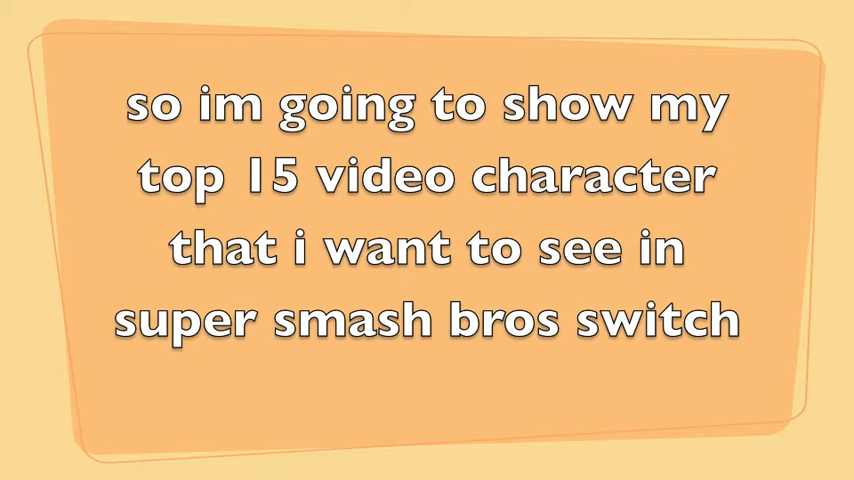 so im going to show my
top 15 video character
that i want to see in
super smash bros switch